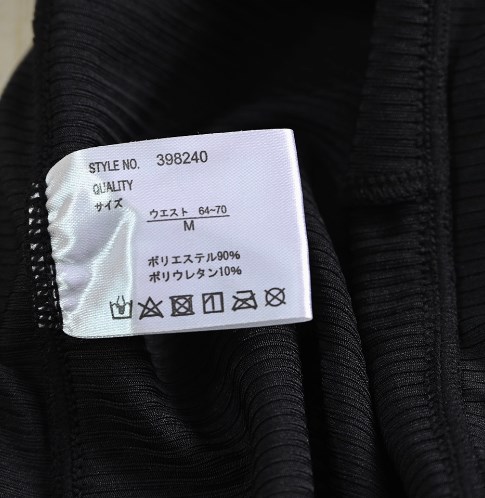 STYLE NO. 398240
QUALITY
サイズ
ウエスト 64~70
M
ポリエステル90%
ポリウレタン10%